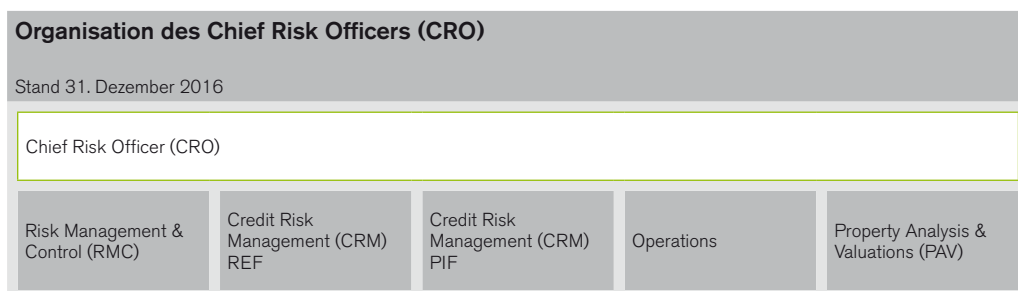 Organisation des Chief Risk Officers (CRO)
Stand 31. Dezember 2016
Chief Risk Officer (CRO)
Risk Management &
Control (RMC)
Credit Risk
Management (CRM)
REF
Credit Risk
Management (CRM)
PIF
Operations
Property Analysis &
Valuations (PAV)